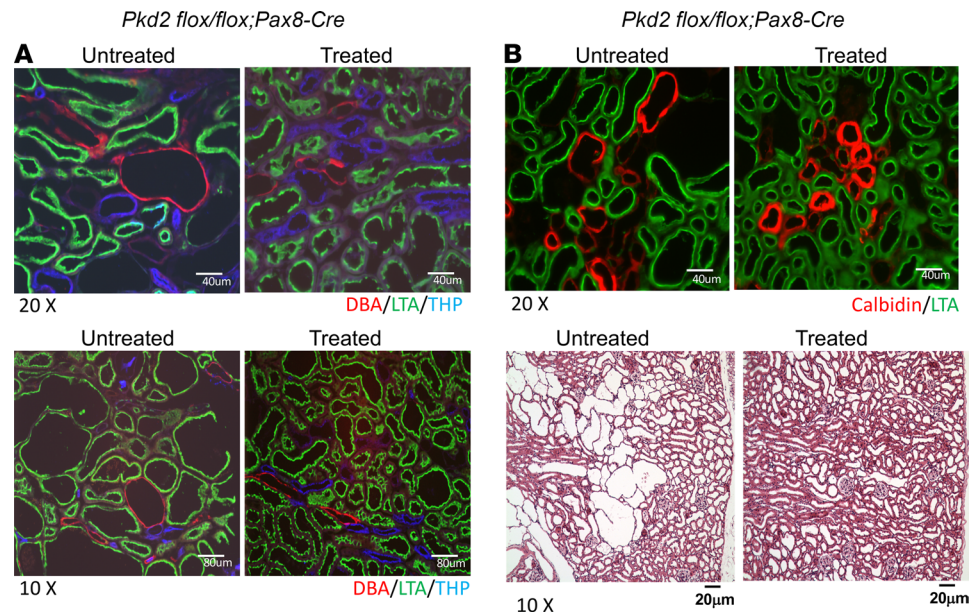 Pkd2 flox/flox;Pax8-Cre
A
Untreated
Treated
40um
40um
20 X
DBA/LTA/THP
Untreated
Treated
80um
80um
10 X
DBA/LTA/THP
Pkd2 flox/flox;Pax8-Cre
B
Untreated
Treated
40um
40um
20 X
Calbidin/LTA
Untreated
Treated
10 X
20μm
20μm